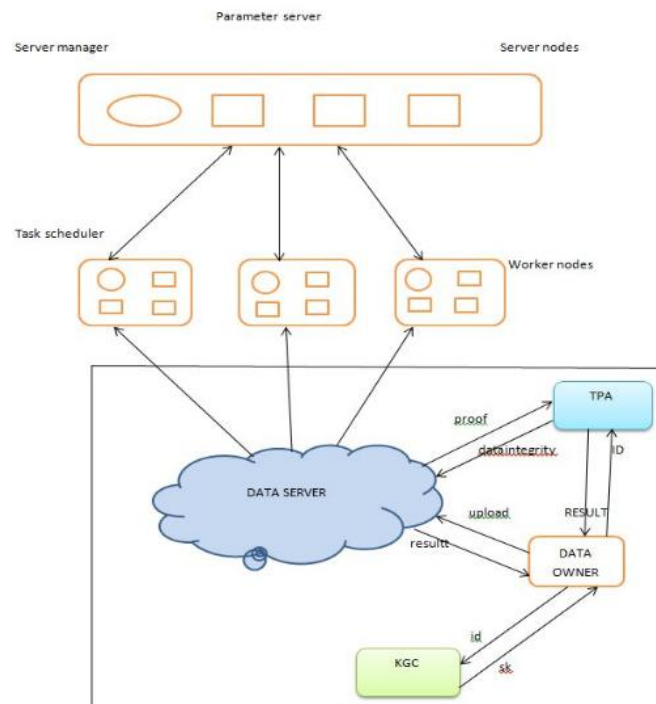 Parameter server
Server manager
Server nodes
Task scheduler
Worker nodes
TPA
proof
dataintegrity
ID
DATA SERVER
upload
RESULT
resultt
DATA
OWNER
id
KGC
sk